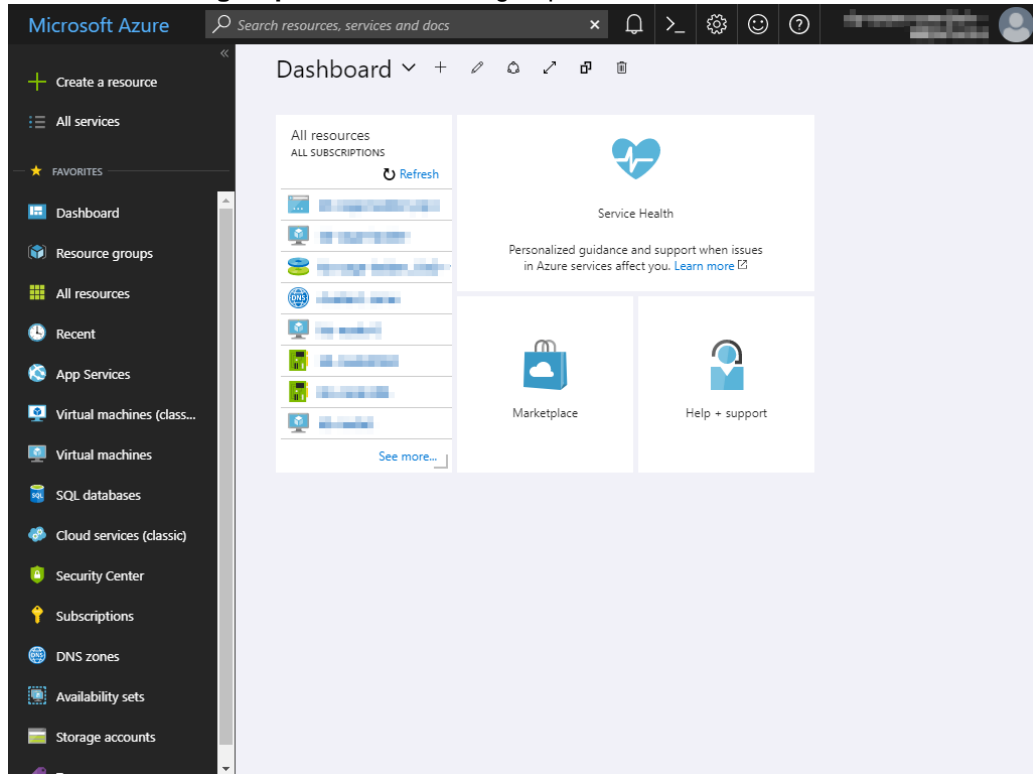 Microsoft Azure
Search resources, services and docs
Dashboard
Create a resource
All services
FAVORITES
Dashboard
Resource groups
All resources
Recent
App Services
Virtual machines (class...
Virtual machines
SQL databases
Cloud services (classic)
Security Center
Subscriptions
DNS zones
Availability sets
Storage accounts
All resources
ALL SUBSCRIPTIONS
Refresh
See more...
Service Health
Personalized guidance and support when issues
in Azure services affect you. Learn more
Marketplace
Help + support